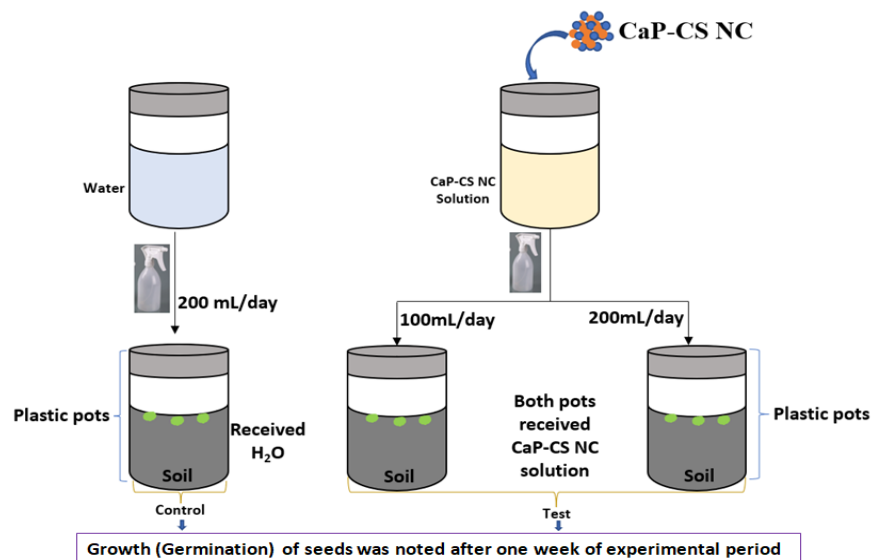 CaP-CS NC
Water
CaP-CS NC
Solution
200 mL/day
100mL/day
200mL/day
Plastic pots
Received
H₂O
Soil
Both pots
received
CaP-CS NC
solution
Soil
Soil
Plastic pots
Control
Test
Growth (Germination) of seeds was noted after one week of experimental period